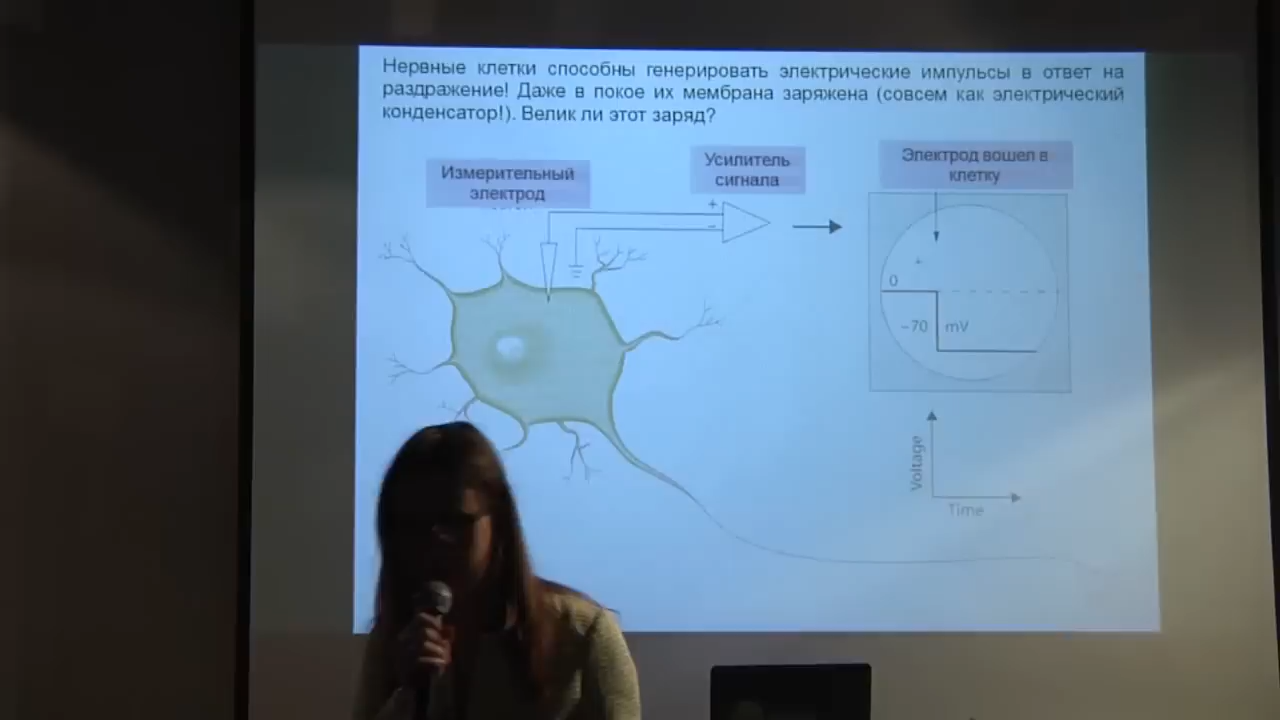 Нервные клетки способны генерировать электрические импульсы в ответ на
раздражение! Даже в покое их мембрана заряжена (совсем как электрический
конденсатор!). Велик ли этот заряд?
Измерительный
электрод
Усилитель
сигнала
Электрод вошел в
клетку
+
−
+
0
−70 mV
Voltage
Time